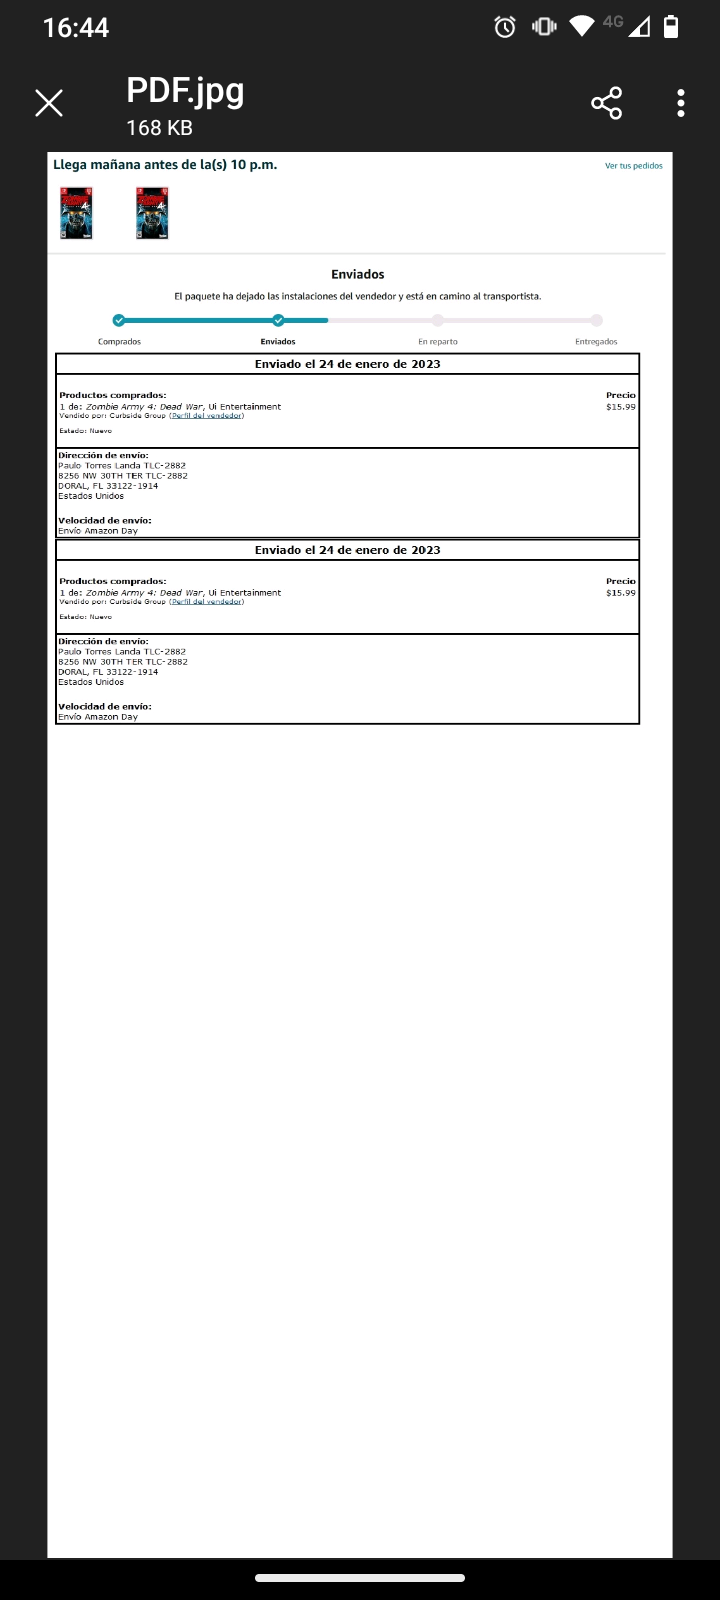 16:44
4G
PDF.jpg
168 KB
Llega mañana antes de la(s) 10 p.m.
Ver tus pedidos
Enviados
El paquete ha dejado las instalaciones del vendedor y está en camino al transportista.
Comprados Enviados En reparto Entregados
Enviado el 24 de enero de 2023
Productos comprados: Precio
1 de: Zombie Army 4: Dead War, Ui Entertainment $15.99
Vendido por: Curbside Group (Perfil del vendedor)
Estado: Nuevo
Dirección de envío:
Paulo Torres Landa TLC-2882
8256 NW 30TH TER TLC-2882
DORAL, FL 33122-1914
Estados Unidos
Velocidad de envío:
Envío Amazon Day
Enviado el 24 de enero de 2023
Productos comprados: Precio
1 de: Zombie Army 4: Dead War, Ui Entertainment $15.99
Vendido por: Curbside Group (Perfil del vendedor)
Estado: Nuevo
Dirección de envío:
Paulo Torres Landa TLC-2882
8256 NW 30TH TER TLC-2882
DORAL, FL 33122-1914
Estados Unidos
Velocidad de envío:
Envío Amazon Day